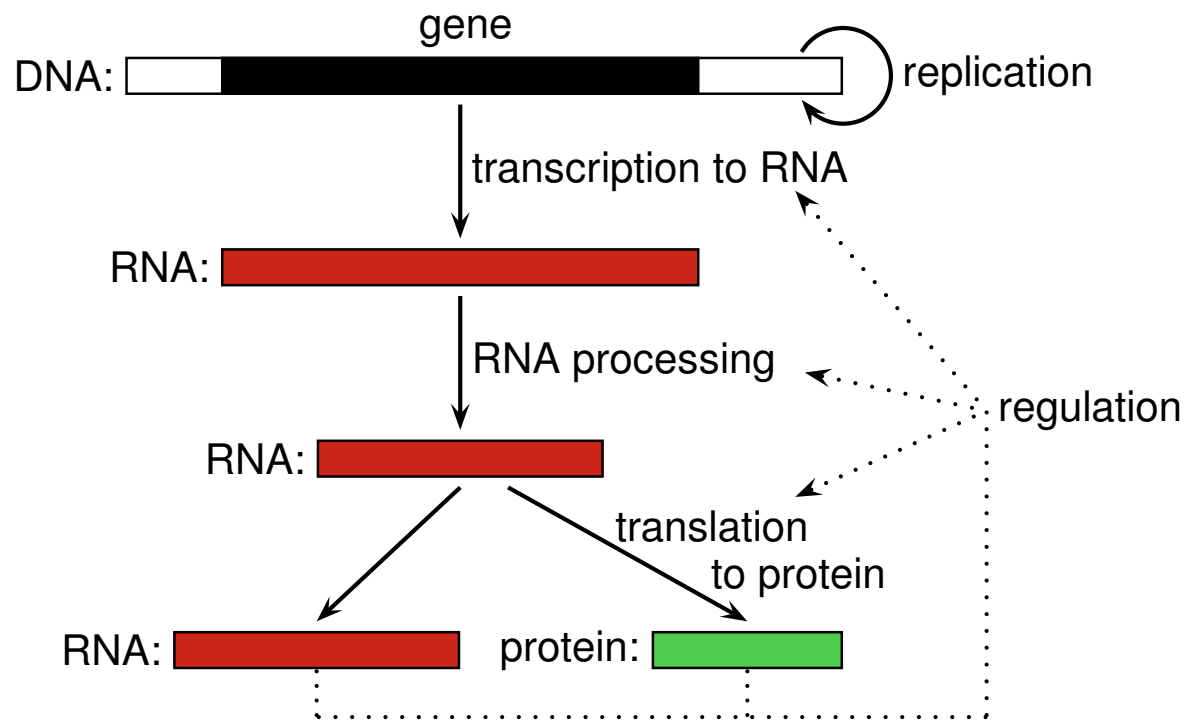 gene
DNA:
replication
transcription to RNA
RNA:
RNA processing
regulation
RNA:
translation
to protein
RNA:
protein: